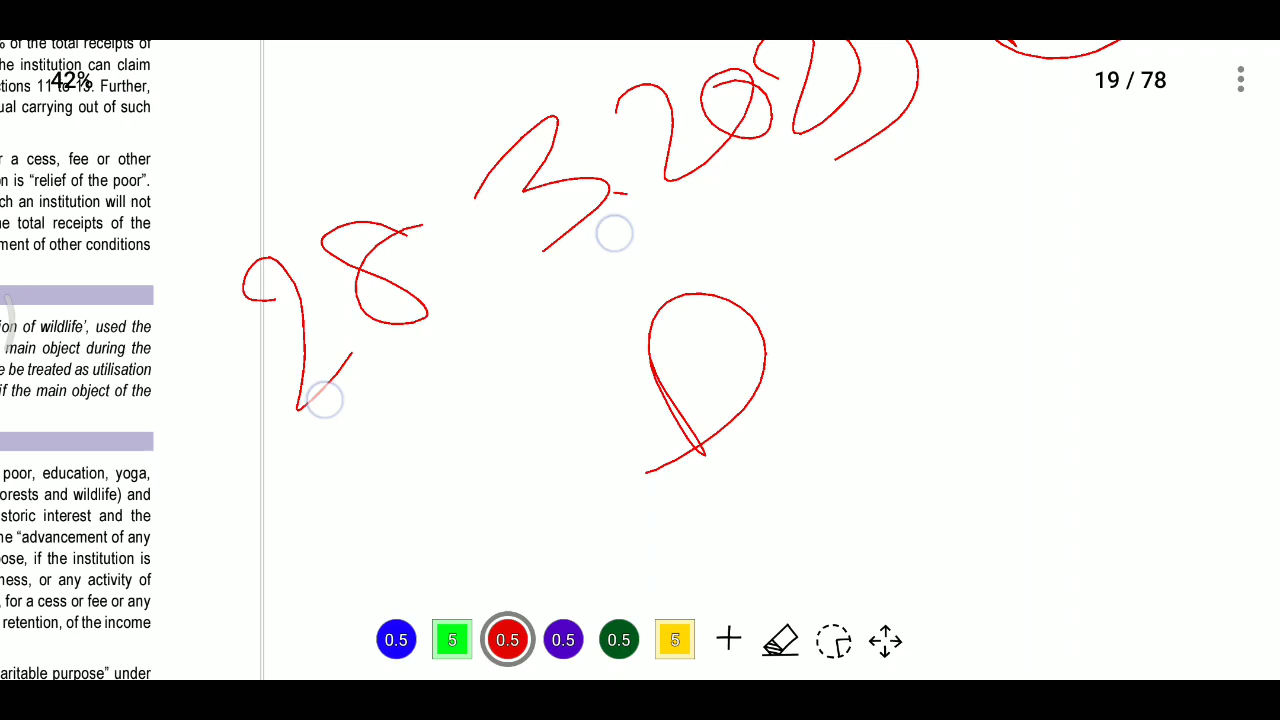 % of the total receipts of
the institution can claim
ctions 11 to 13. Further,
ual carrying out of such
42%
19 / 78
r a cess, fee or other
n is “relief of the poor”.
ch an institution will not
he total receipts of the
ment of other conditions
ion of wildlife’, used the
main object during the
e be treated as utilisation
if the main object of the
poor, education, yoga,
orests and wildlife) and
storic interest and the
he “advancement of any
ose, if the institution is
ness, or any activity of
, for a cess or fee or any
retention, of the income
aritable purpose” under
28 3-20
0.5 5 0.5 0.5 0.5 5